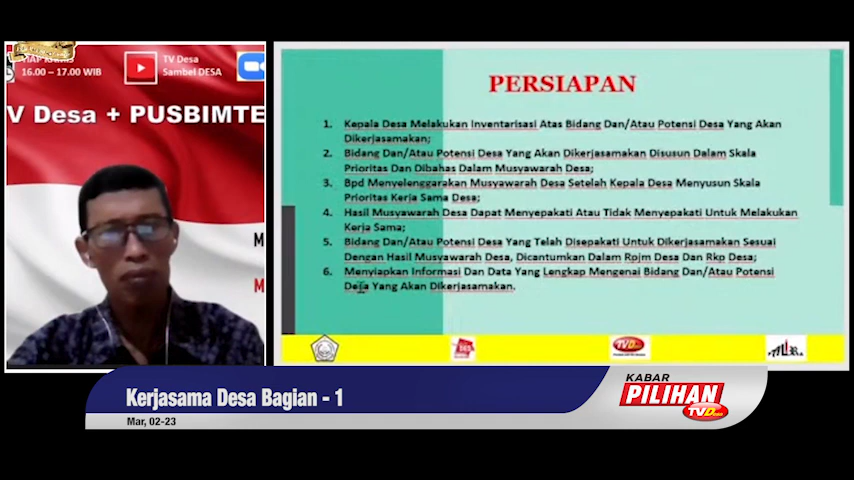 16.00 – 17.00 WIB
TV Desa
Sambel DESA
V Desa + PUSBIMTE
M
M
PERSIAPAN
1. Kepala Desa Melakukan Inventarisasi Atas Bidang Dan/Atau Potensi Desa Yang Akan
Dikerjasamakan;
2. Bidang Dan/Atau Potensi Desa Yang Akan Dikerjasamakan Disusun Dalam Skala
Prioritas Dan Dibahas Dalam Musyawarah Desa;
3. Bpd Menyelenggarakan Musyawarah Desa Setelah Kepala Desa Menyusun Skala
Prioritas Kerja Sama Desa;
4. Hasil Musyawarah Desa Dapat Menyepakati Atau Tidak Menyepakati Untuk Melakukan
Kerja Sama;
5. Bidang Dan/Atau Potensi Desa Yang Telah Disepakati Untuk Dikerjasamakan Sesuai
Dengan Hasil Musyawarah Desa, Dicantumkan Dalam Rpjm Desa Dan Rkp Desa;
6. Menyiapkan Informasi Dan Data Yang Lengkap Mengenai Bidang Dan/Atau Potensi
Desa Yang Akan Dikerjasamakan.
TVD
Kerjasama Desa Bagian - 1
Mar, 02-23
KABAR
PILIHAN
TVDesa